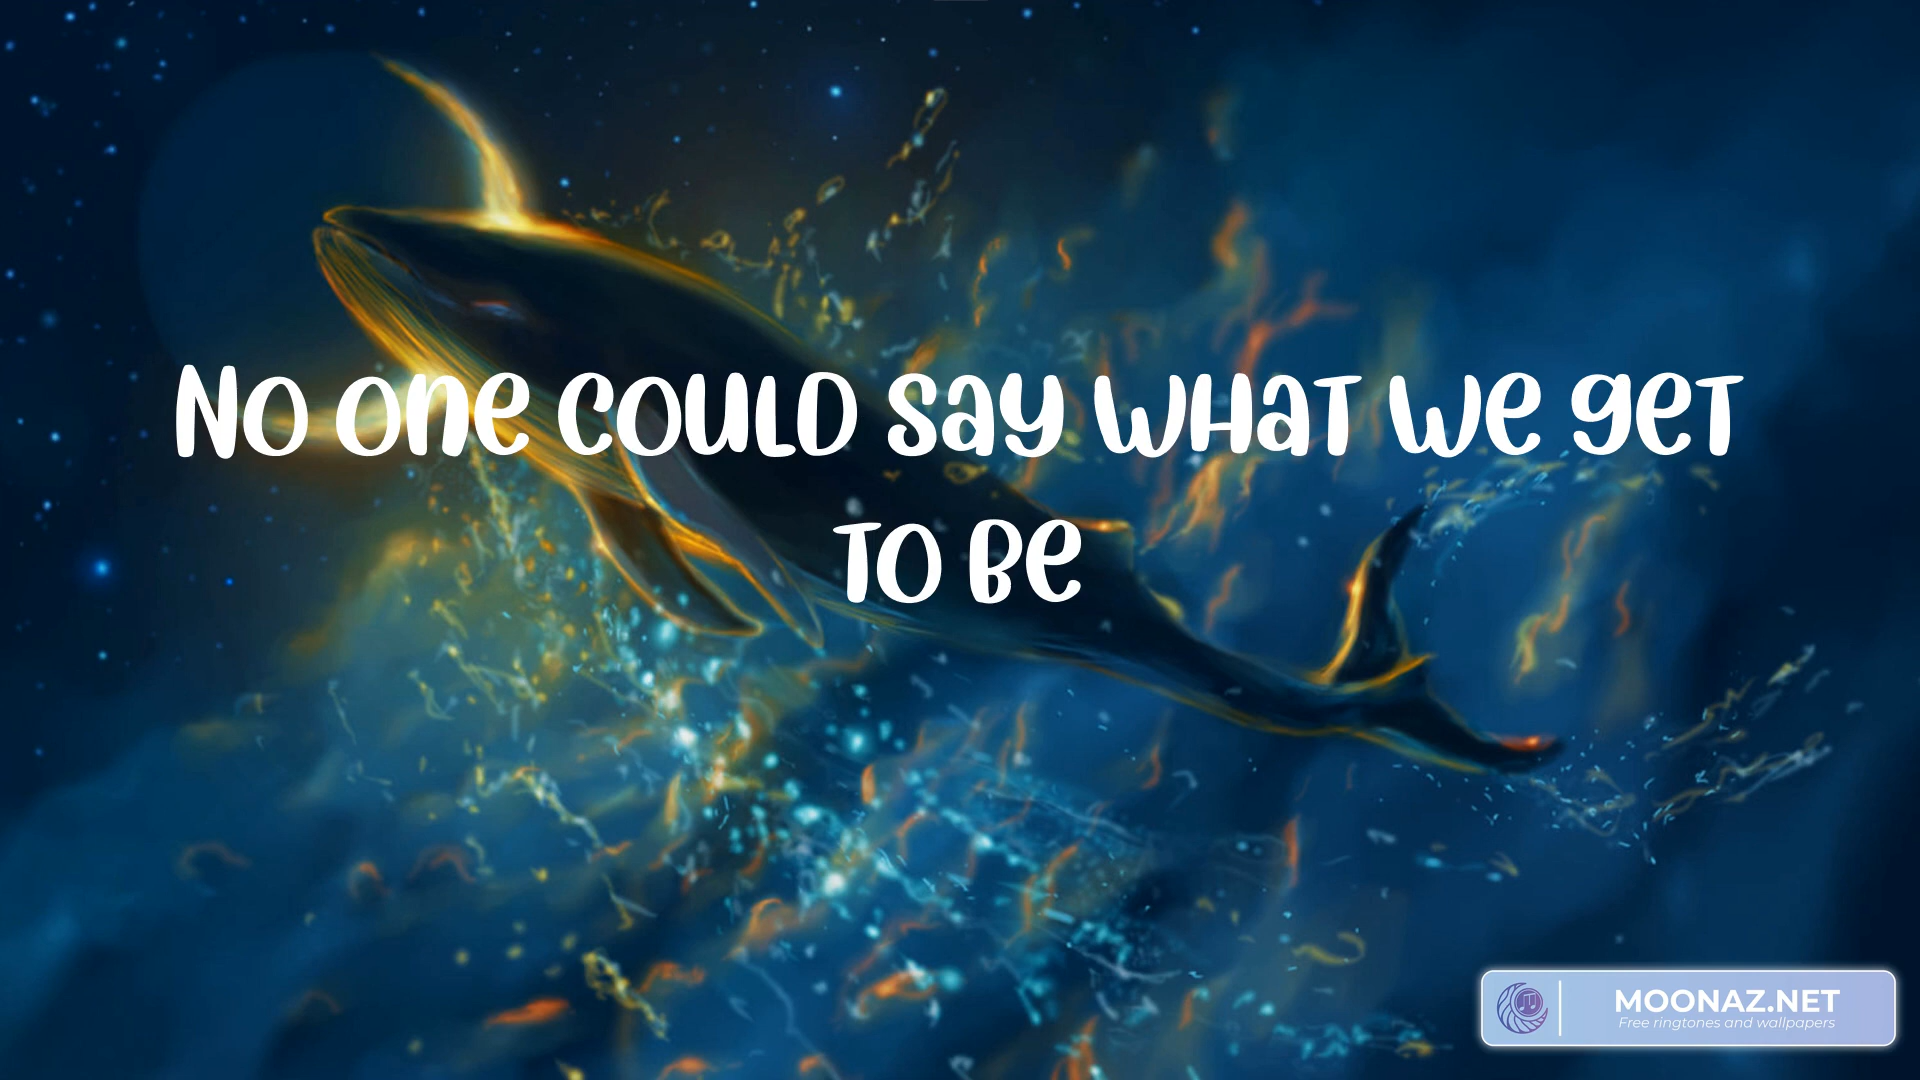 No one could say what we get
to be
MOONAZ.NET
Free ringtones and wallpapers